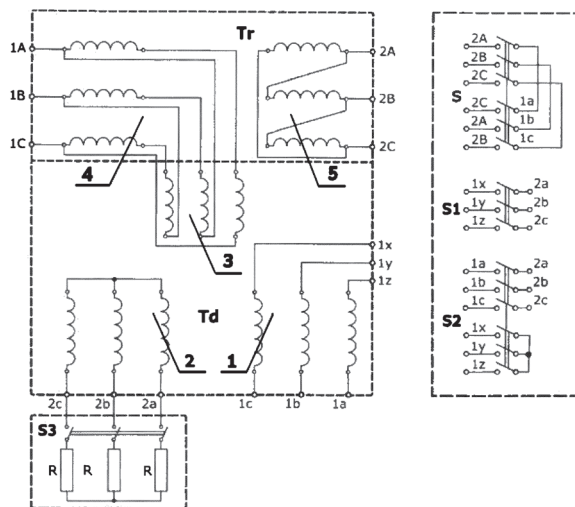 Tr
1A
2A
1B
2B
1C
2C
4
5
3
1x
1y
1z
Td
2
1
2c 2b 2a 1c 1b 1a
S3
R R R
2A
2B
2C
S
2C 1a
2A 1b
2B 1c
1x 2a
S1 1y 2b
1z 2c
1a 2a
1b 2b
1c 2c
S2
1x
1y
1z